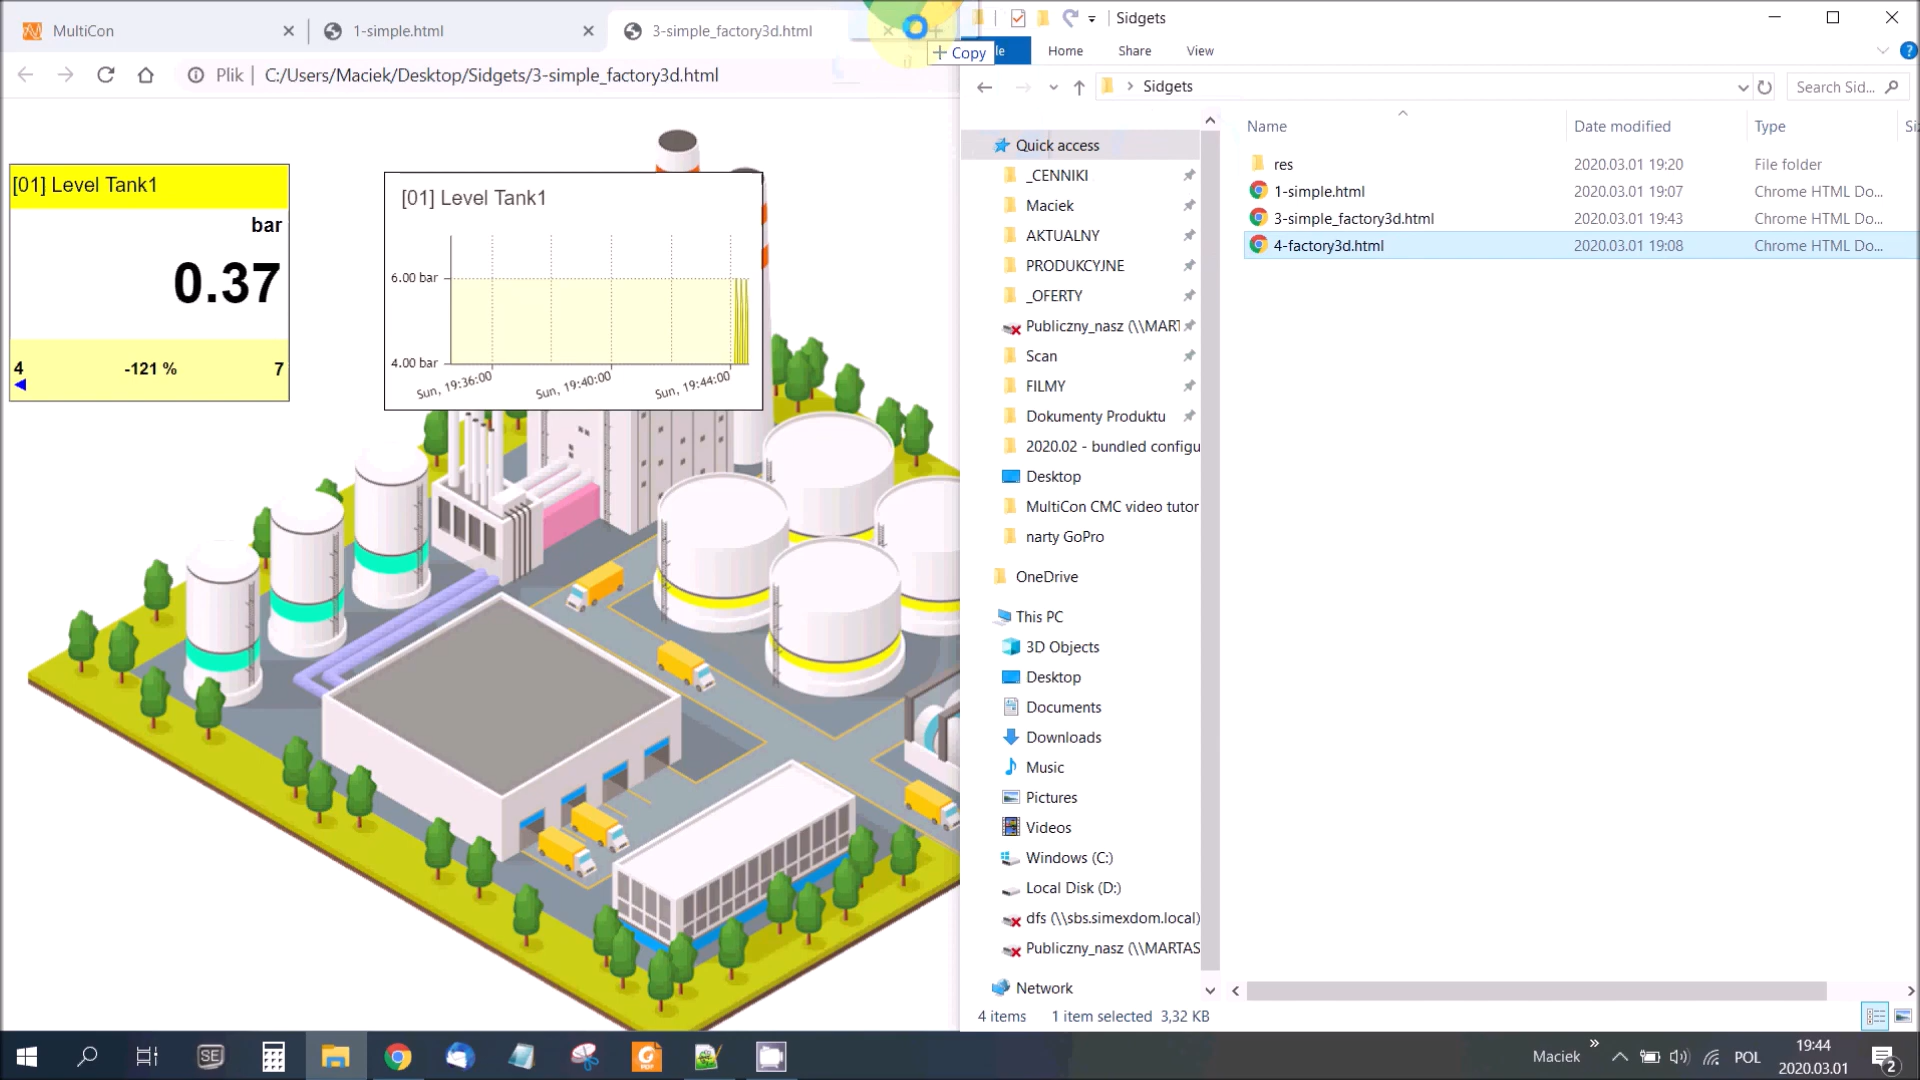 MultiCon
1-simple.html
3-simple_factory3d.html
Plik
C:/Users/Maciek/Desktop/Sidgets/3-simple_factory3d.html
+ Copy
[01] Level Tank1
bar
0.37
4
-121 %
7
[01] Level Tank1
6.00 bar
4.00 bar
Sun, 19:36:00
Sun, 19:40:00
Sun, 19:44:00
Sidgets
Home
Share
View
Sidgets
Search Sid...
Name
Date modified
Type
res
2020.03.01 19:20
File folder
1-simple.html
2020.03.01 19:07
Chrome HTML Do...
3-simple_factory3d.html
2020.03.01 19:43
Chrome HTML Do...
4-factory3d.html
2020.03.01 19:08
Chrome HTML Do...
Quick access
_CENNIKI
Maciek
AKTUALNY
PRODUKCYJNE
_OFERTY
Publiczny_nasz (\\MART
Scan
FILMY
Dokumenty Produktu
2020.02 - bundled configu
Desktop
MultiCon CMC video tutor
narty GoPro
OneDrive
This PC
3D Objects
Desktop
Documents
Downloads
Music
Pictures
Videos
Windows (C:)
Local Disk (D:)
dfs (\\sbs.simexdom.local)
Publiczny_nasz (\\MARTAS
Network
4 items
1 item selected 3,32 KB
SE
Maciek
POL
19:44
2020.03.01
2